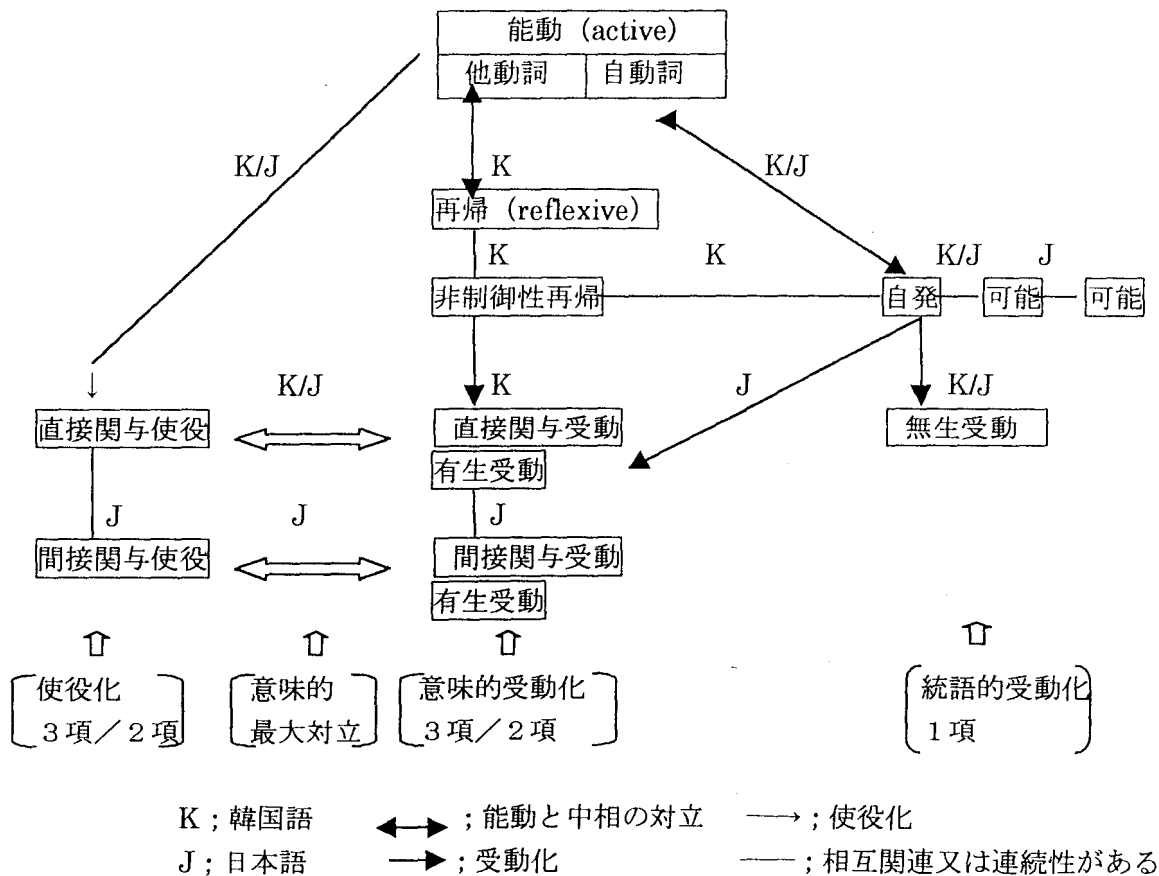 能動 (active)
他動詞 自動詞
K/J K K/J
再帰 (reflexive)
K K K/J J
非制御性再帰 自発 可能 可能
↓ K/J K J K/J
直接関与使役 直接関与受動 無生受動
有生受動
J J J
間接関与使役 間接関与受動
有生受動
使役化 意味的 意味的受動化 統語的受動化
3項／2項 最大対立 3項／2項 1項
K；韓国語 ；能動と中相の対立 ；使役化
J；日本語 ；受動化 ；相互関連又は連続性がある